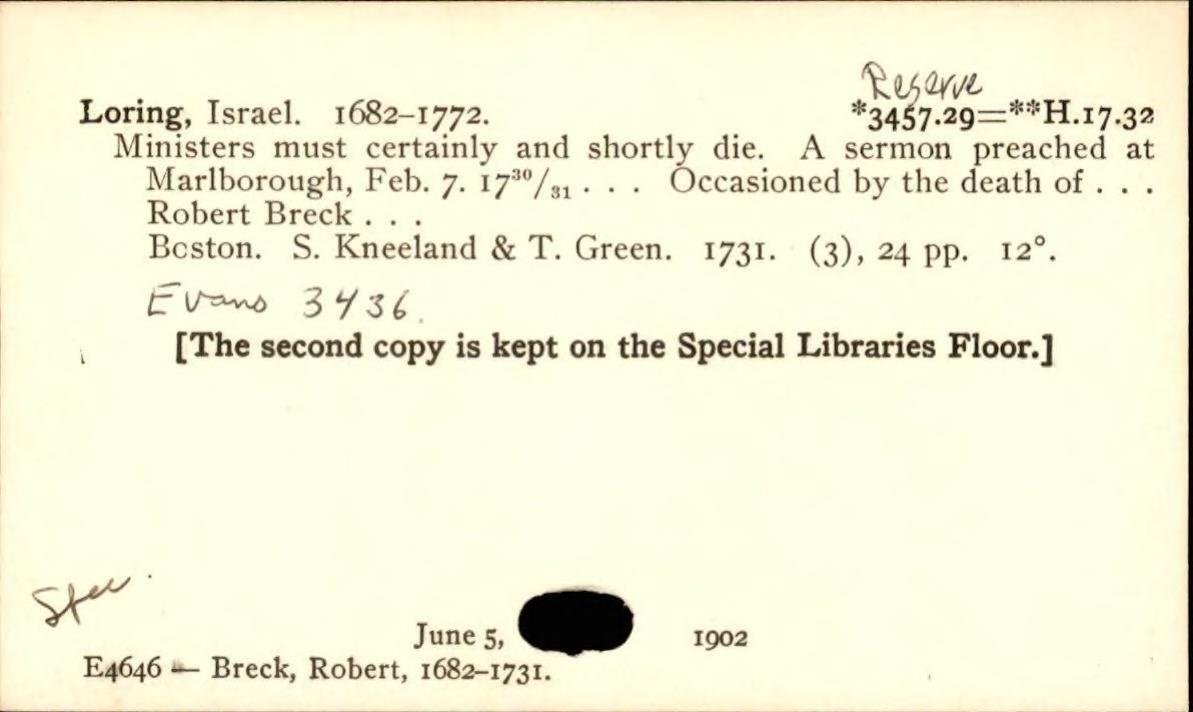 Reserve
Loring, Israel. 1682–1772. *3457.29=**H.17.32
Ministers must certainly and shortly die. A sermon preached at
Marlborough, Feb. 7. 17³⁰/₃₁ . . . Occasioned by the death of . . .
Robert Breck . . .
Boston. S. Kneeland & T. Green. 1731. (3), 24 pp. 12°.
Evans 3436.
[The second copy is kept on the Special Libraries Floor.]
Spec.
June 5, 1902
E4646 — Breck, Robert, 1682–1731.